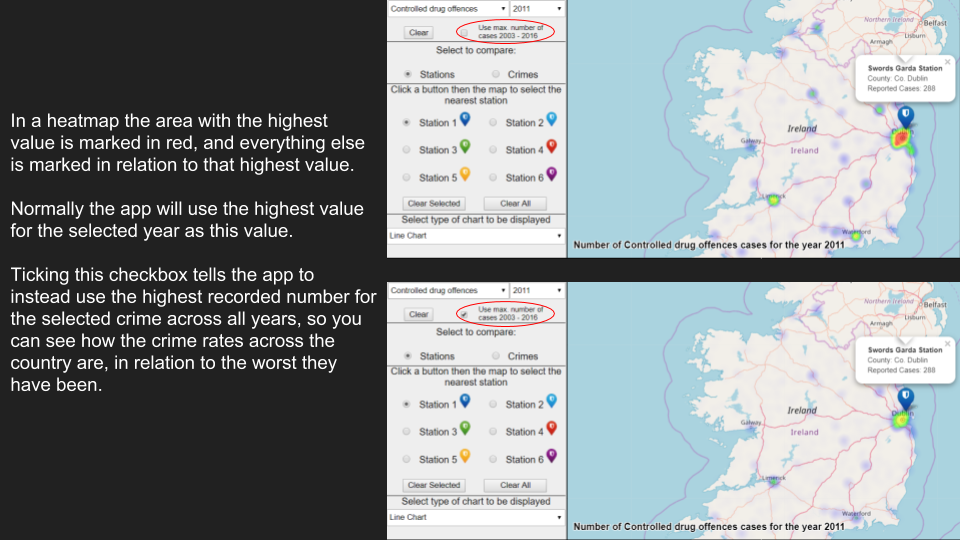 In a heatmap the area with the highest
value is marked in red, and everything else
is marked in relation to that highest value.
Normally the app will use the highest value
for the selected year as this value.
Ticking this checkbox tells the app to
instead use the highest recorded number for
the selected crime across all years, so you
can see how the crime rates across the
country are, in relation to the worst they
have been.
Controlled drug offences 2011
Clear
Use max. number of
cases 2003 - 2016
Select to compare:
Stations Crimes
Click a button then the map to select the
nearest station
Station 1 Station 2
Station 3 Station 4
Station 5 Station 6
Clear Selected Clear All
Select type of chart to be displayed
Line Chart
Northern Ireland
Belfast
Lisburn
Armagh
Swords Garda Station
County: Co. Dublin
Reported Cases: 288
Dublin
Ireland
Galway
Ireland
Limerick
Waterford
Number of Controlled drug offences cases for the year 2011
Controlled drug offences 2011
Clear
Use max. number of
cases 2003 - 2016
Select to compare:
Stations Crimes
Click a button then the map to select the
nearest station
Station 1 Station 2
Station 3 Station 4
Station 5 Station 6
Clear Selected Clear All
Select type of chart to be displayed
Line Chart
Northern Ireland
Belfast
Lisburn
Armagh
Swords Garda Station
County: Co. Dublin
Reported Cases: 288
Dublin
Ireland
Galway
Ireland
Limerick
Waterford
Number of Controlled drug offences cases for the year 2011